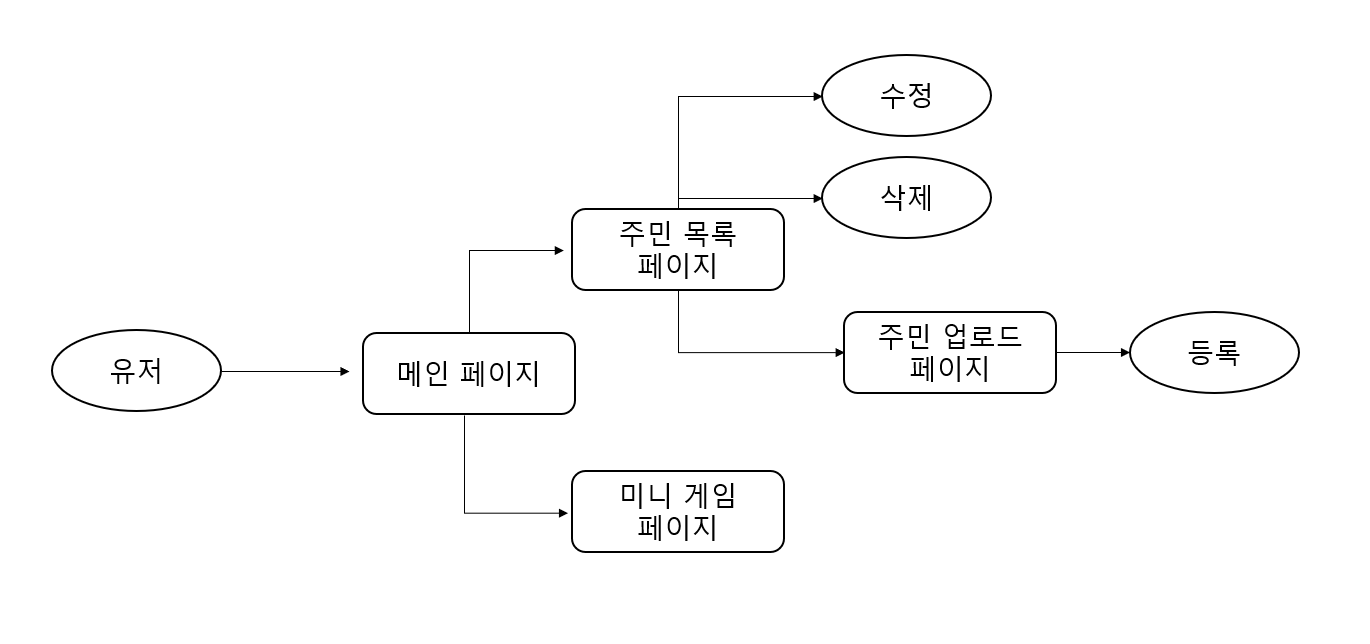 수정
삭제
주민 목록
페이지
주민 업로드
페이지
등록
유저
메인 페이지
미니 게임
페이지